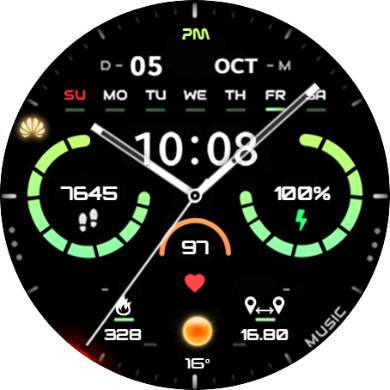 PM
D - 05 OCT - M
SU MO TU WE TH FR SA
10:08
7645 100%
97
328 16.80
16°
MUSIC